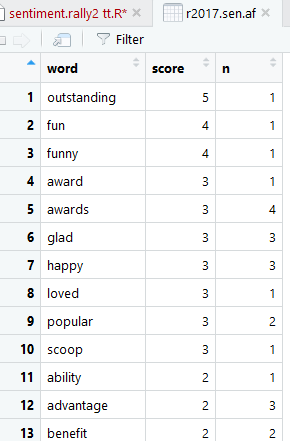 sentiment.rally2 tt.R* r2017.sen.af
Filter
word score n
1 outstanding 5 1
2 fun 4 1
3 funny 4 1
4 award 3 1
5 awards 3 4
6 glad 3 3
7 happy 3 3
8 loved 3 1
9 popular 3 2
10 scoop 3 1
11 ability 2 1
12 advantage 2 3
13 benefit 2 2